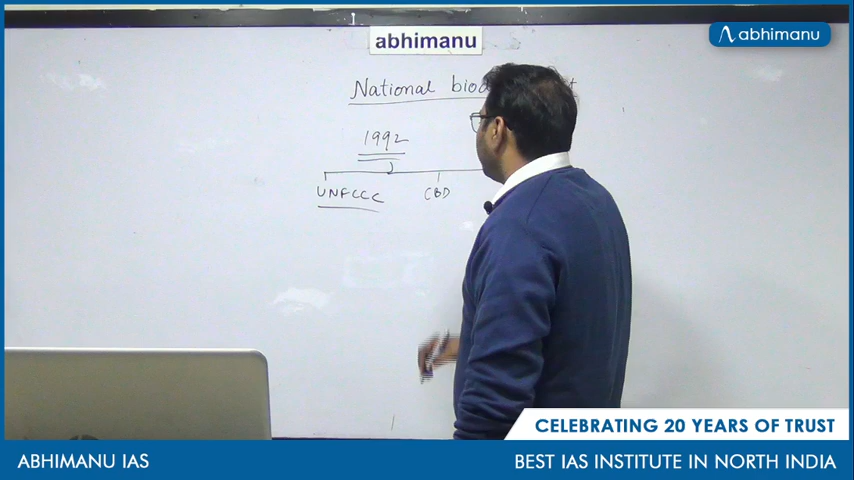 abhimanu
abhimanu
National
1992
UNFCCC CBD
CELEBRATING 20 YEARS OF TRUST
ABHIMANU IAS
BEST IAS INSTITUTE IN NORTH INDIA